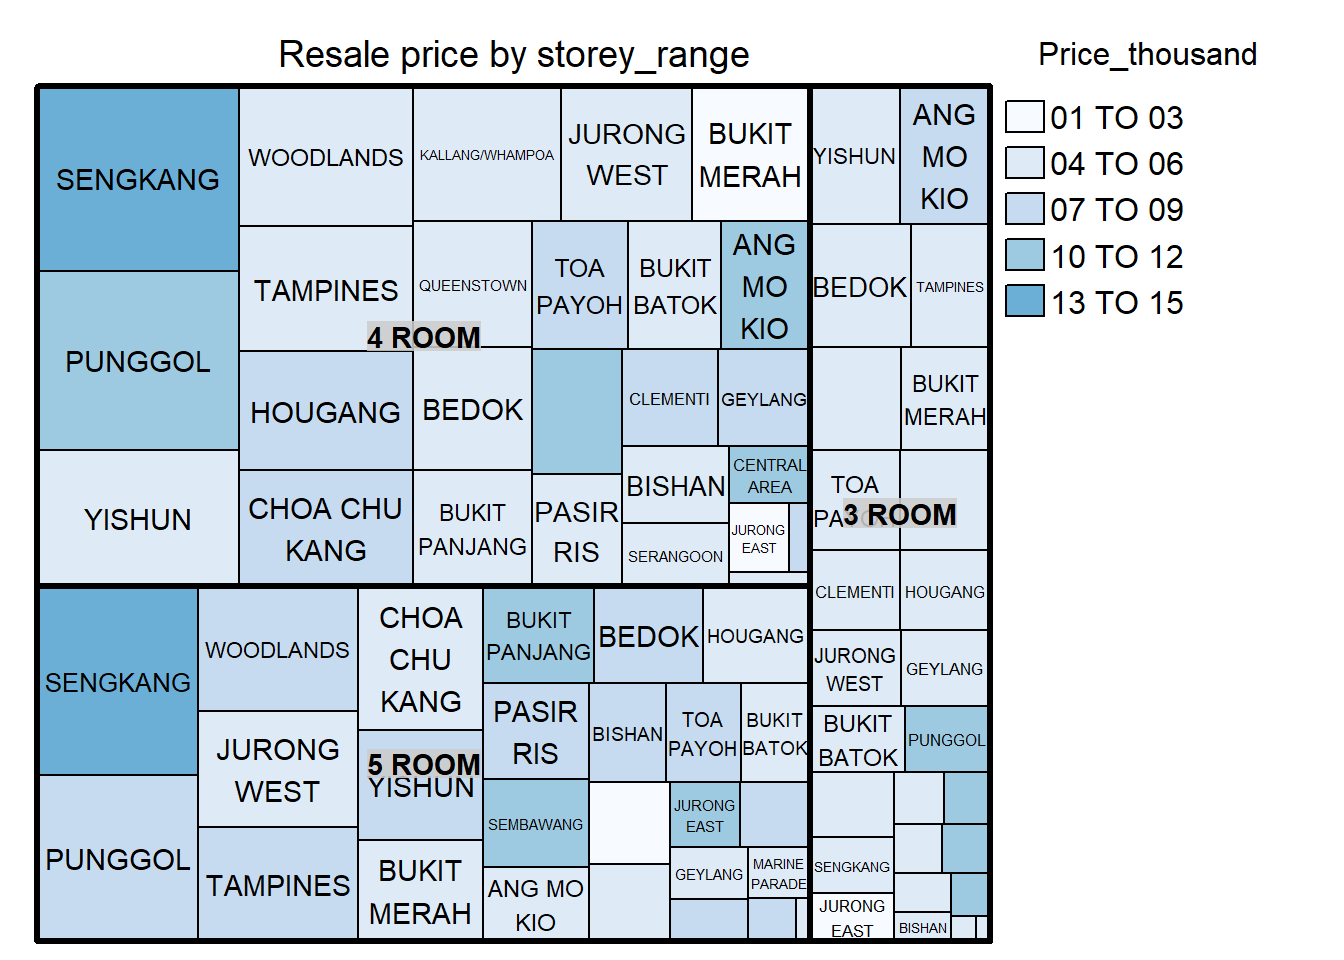 Resale price by storey_range
Price_thousand
01 TO 03
04 TO 06
07 TO 09
10 TO 12
13 TO 15
SENGKANG
PUNGGOL
YISHUN
WOODLANDS
TAMPINES
HOUGANG
CHOA CHU
KANG
KALLANG/WHAMPOA
JURONG
WEST
BUKIT
MERAH
QUEENSTOWN
TOA
PAYOH
BUKIT
BATOK
ANG
MO
KIO
4 ROOM
BEDOK
BUKIT
PANJANG
PASIR
RIS
CLEMENTI
GEYLANG
BISHAN
SERANGOON
CENTRAL
AREA
JURONG
EAST
SENGKANG
PUNGGOL
WOODLANDS
JURONG
WEST
TAMPINES
CHOA
CHU
KANG
5 ROOM
YISHUN
BUKIT
MERAH
BUKIT
PANJANG
BEDOK
HOUGANG
PASIR
RIS
BISHAN
TOA
PAYOH
BUKIT
BATOK
SEMBAWANG
ANG MO
KIO
JURONG
EAST
GEYLANG
MARINE
PARADE
YISHUN
ANG
MO
KIO
BEDOK
TAMPINES
BUKIT
MERAH
TOA
3 ROOM
CLEMENTI
HOUGANG
JURONG
WEST
GEYLANG
BUKIT
BATOK
PUNGGOL
SENGKANG
JURONG
EAST
BISHAN